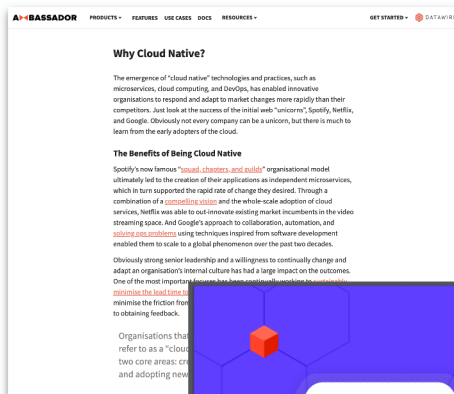 AMBASSADOR PRODUCTS FEATURES USE CASES DOCS RESOURCES GET STARTED DATAWIRE
Why Cloud Native?
The emergence of "cloud native" technologies and practices, such as
microservices, cloud computing, and DevOps, has enabled innovative
organisations to respond and adapt to market changes more rapidly than their
competitors. Just look at the success of the initial web "unicorns", Spotify, Netflix,
and Google. Obviously not every company can be a unicorn, but there is much to
learn from the early adopters of the cloud.
The Benefits of Being Cloud Native
Spotify's now famous "squad, chapters, and guilds" organisational model
ultimately led to the creation of their applications as independent microservices,
which in turn supported the rapid rate of change they desired. Through a
combination of a compelling vision and the whole-scale adoption of cloud
services, Netflix was able to out-innovate existing market incumbents in the video
streaming space. And Google's approach to collaboration, automation, and
solving ops problems using techniques inspired from software development
enabled them to scale to a global phenomenon over the past two decades.
Obviously strong senior leadership and a willingness to continually change and
adapt an organisation's internal culture has had a large impact on the outcomes.
One of the most important focuses has been continually working to sustainably
minimise the lead time to
minimise the friction from
to obtaining feedback.
Organisations that
refer to as a "cloud
two core areas: cre
and adopting new